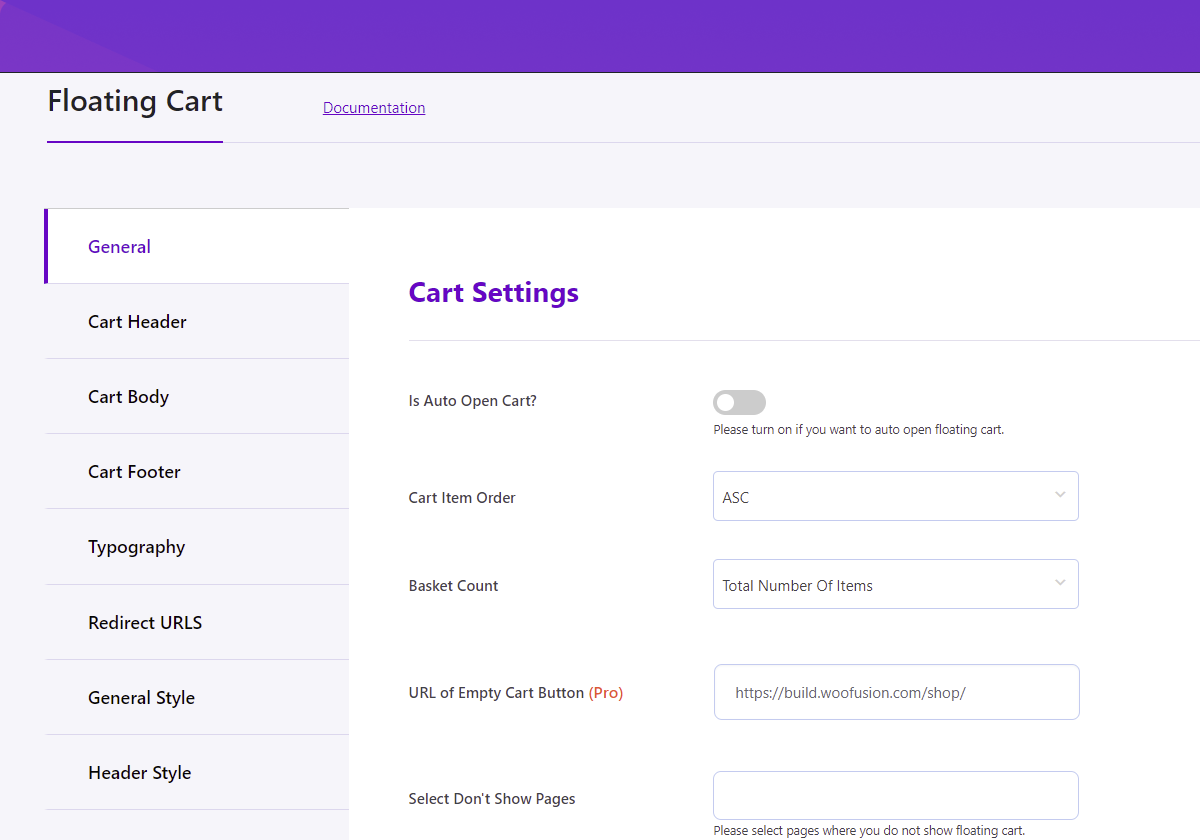 Floating Cart
Documentation
General
Cart Header
Cart Body
Cart Footer
Typography
Redirect URLS
General Style
Header Style
Cart Settings
Is Auto Open Cart?
Please turn on if you want to auto open floating cart.
Cart Item Order
ASC
Basket Count
Total Number Of Items
URL of Empty Cart Button (Pro)
https://build.woofusion.com/shop/
Select Don't Show Pages
Please select pages where you do not show floating cart.